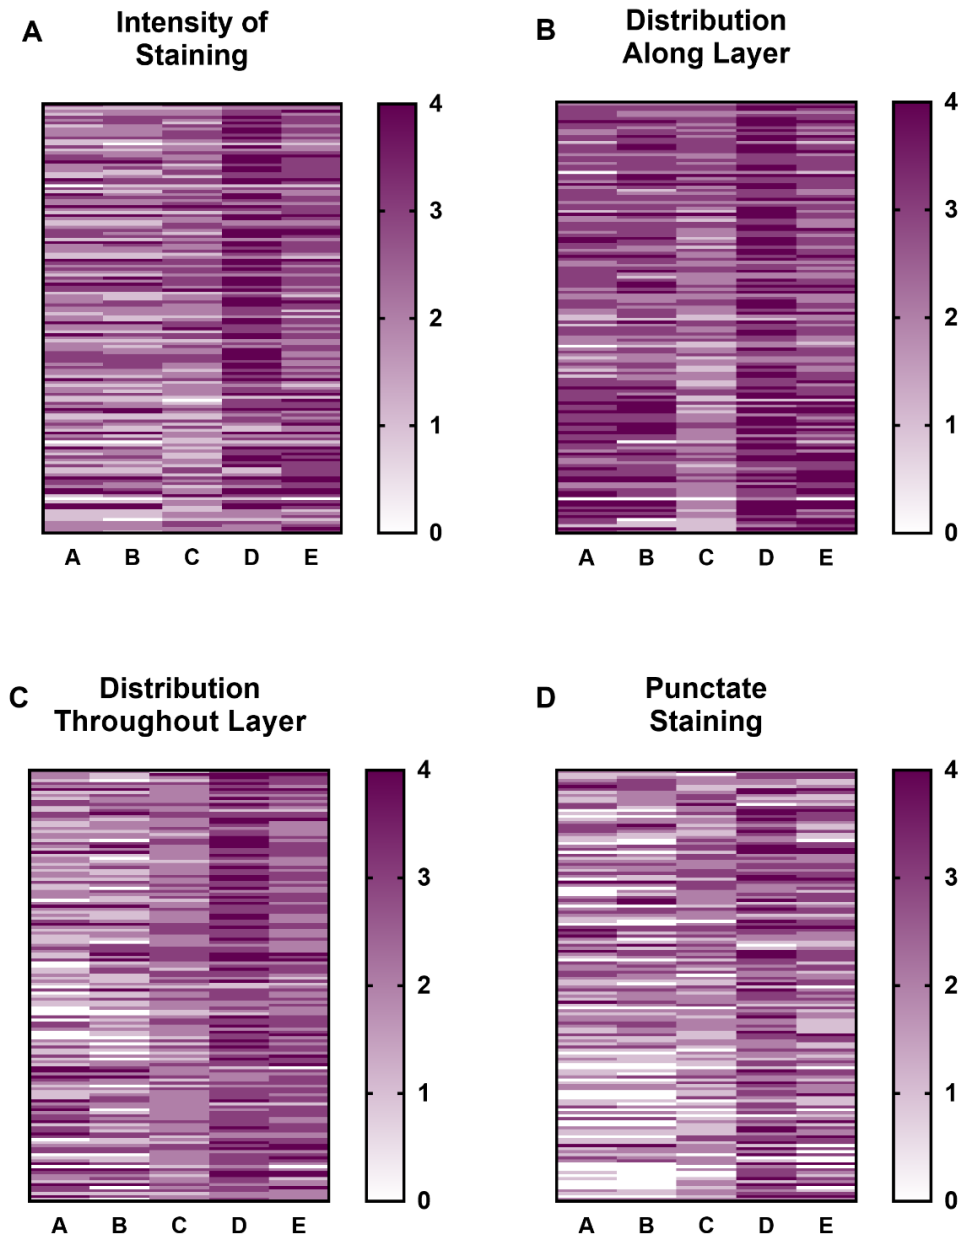 A
Intensity of
Staining
4
3
2
1
0
A B C D E
B
Distribution
Along Layer
4
3
2
1
0
A B C D E
C
Distribution
Throughout Layer
4
3
2
1
0
A B C D E
D
Punctate
Staining
4
3
2
1
0
A B C D E